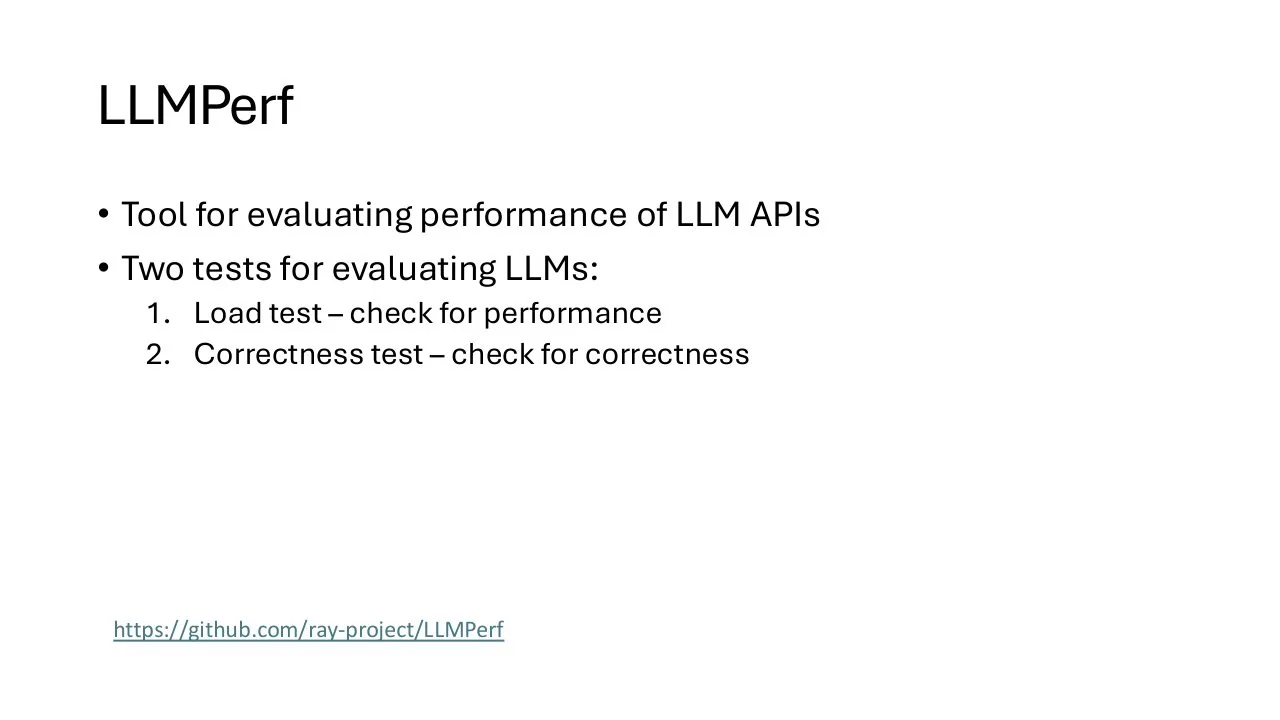 LLMPerf
• Tool for evaluating performance of LLM APIs
• Two tests for evaluating LLMs:
1. Load test – check for performance
2. Correctness test – check for correctness
https://github.com/ray-project/LLMPerf